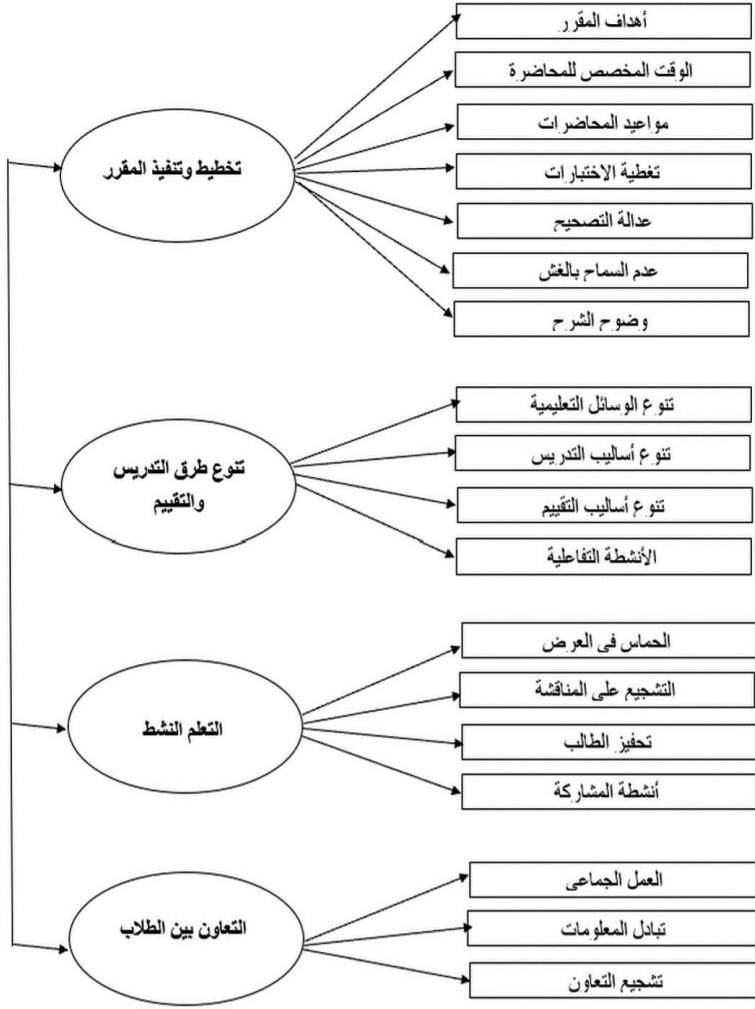 أهداف المقرر
الوقت المخصص للمحاضرة
مواعيد المحاضرات
تخطيط وتنفيذ المقرر
تغطية الاختبارات
عدالة التصحيح
عدم السماح بالغش
وضوح الشرح
تنوع الوسائل التعليمية
تنوع طرق التدريس
والتقييم
تنوع أساليب التدريس
تنوع أساليب التقييم
الأنشطة التفاعلية
الحماس فى العرض
التشجيع على المناقشة
التعلم النشط
تحفيز الطالب
أنشطة المشاركة
العمل الجماعى
التعاون بين الطلاب
تبادل المعلومات
تشجيع التعاون